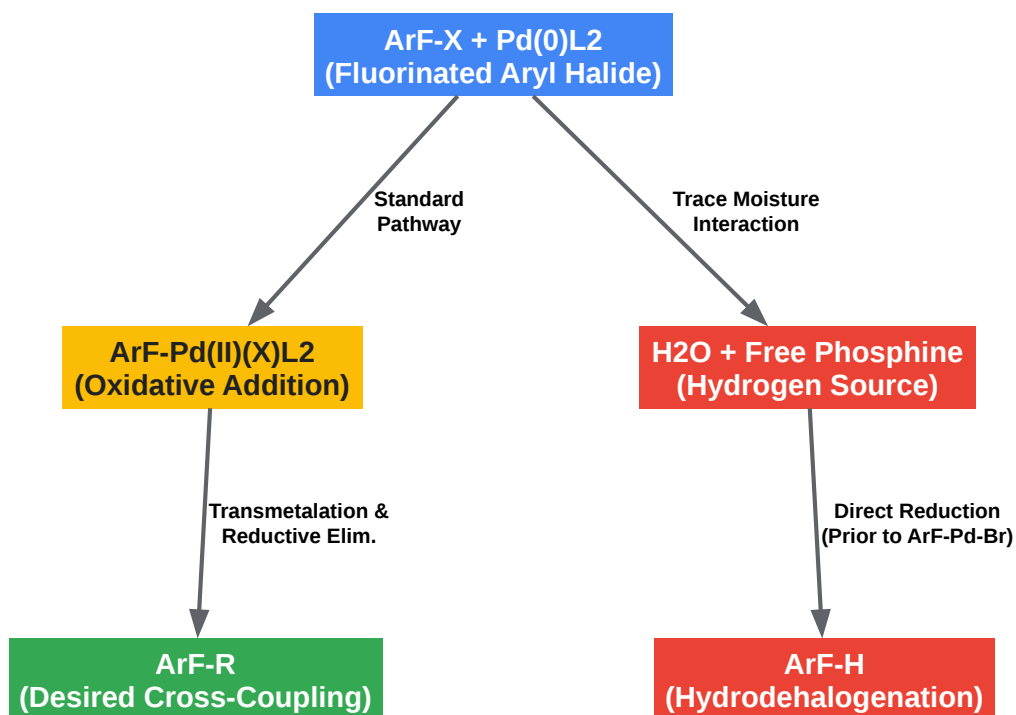 ArF-X + Pd(0)L2
(Fluorinated Aryl Halide)
Standard
Pathway
Trace Moisture
Interaction
ArF-Pd(II)(X)L2
(Oxidative Addition)
H2O + Free Phosphine
(Hydrogen Source)
Transmetalation &
Reductive Elim.
Direct Reduction
(Prior to ArF-Pd-Br)
ArF-R
(Desired Cross-Coupling)
ArF-H
(Hydrodehalogenation)